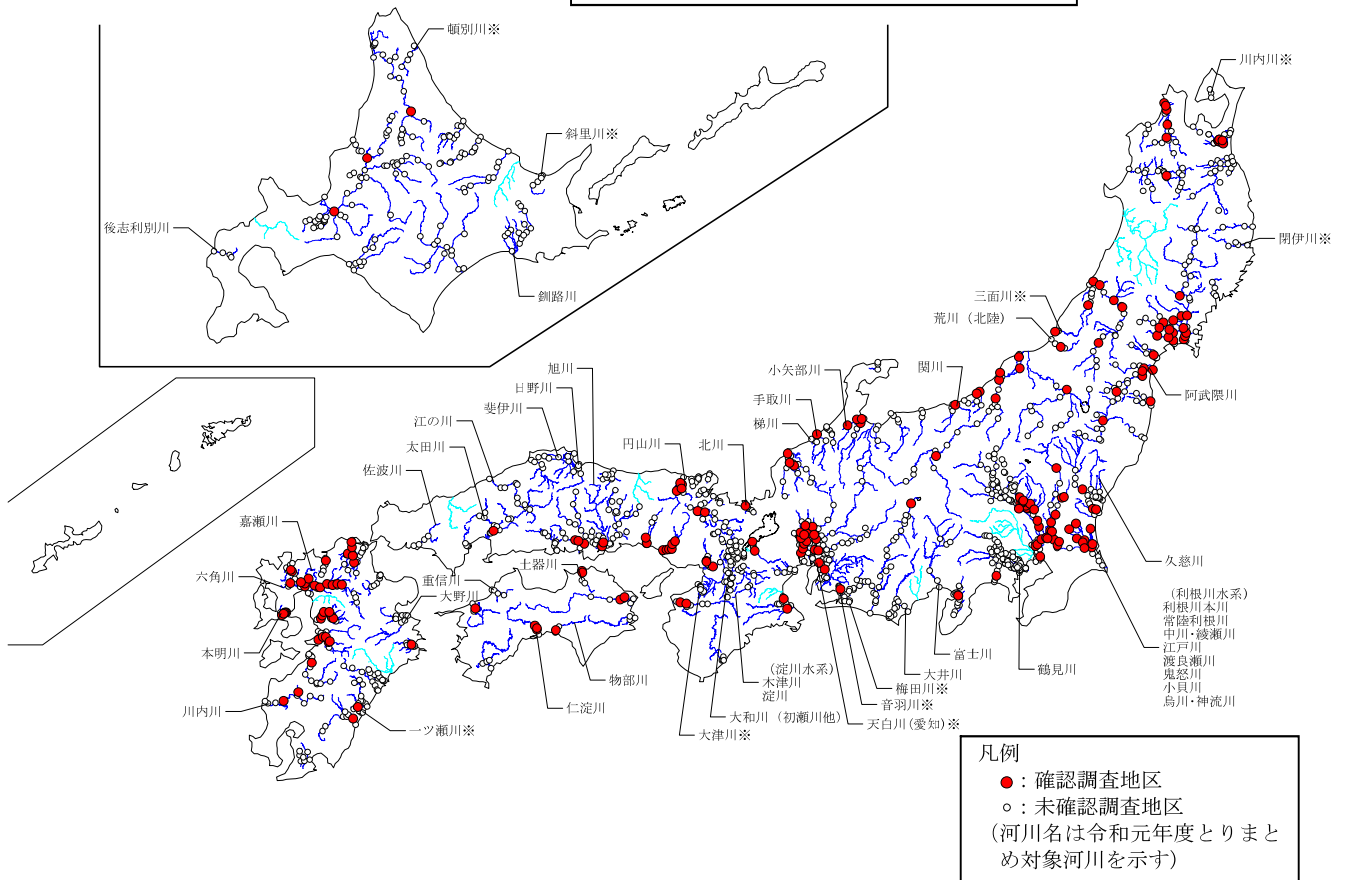 頓別川※
川内川※
斜里川※
後志利別川
釧路川
閉伊川※
三面川※
荒川（北陸）
阿武隈川
旭川
日野川
斐伊川
江の川
太田川
佐波川
円山川
北川
小矢部川
手取川
梯川
関川
嘉瀬川
六角川
本明川
川内川
重信川
大野川
土器川
一ツ瀬川※
物部川
仁淀川
（淀川水系）
木津川
淀川
大和川（初瀬川他）
大津川※
富士川
大井川
梅田川※
音羽川※
天白川(愛知)※
鶴見川
久慈川
（利根川水系）
利根川本川
常陸利根川
中川・綾瀬川
江戸川
渡良瀬川
鬼怒川
小貝川
烏川・神流川
凡例
：確認調査地区
：未確認調査地区
（河川名は令和元年度とりまと
め対象河川を示す）